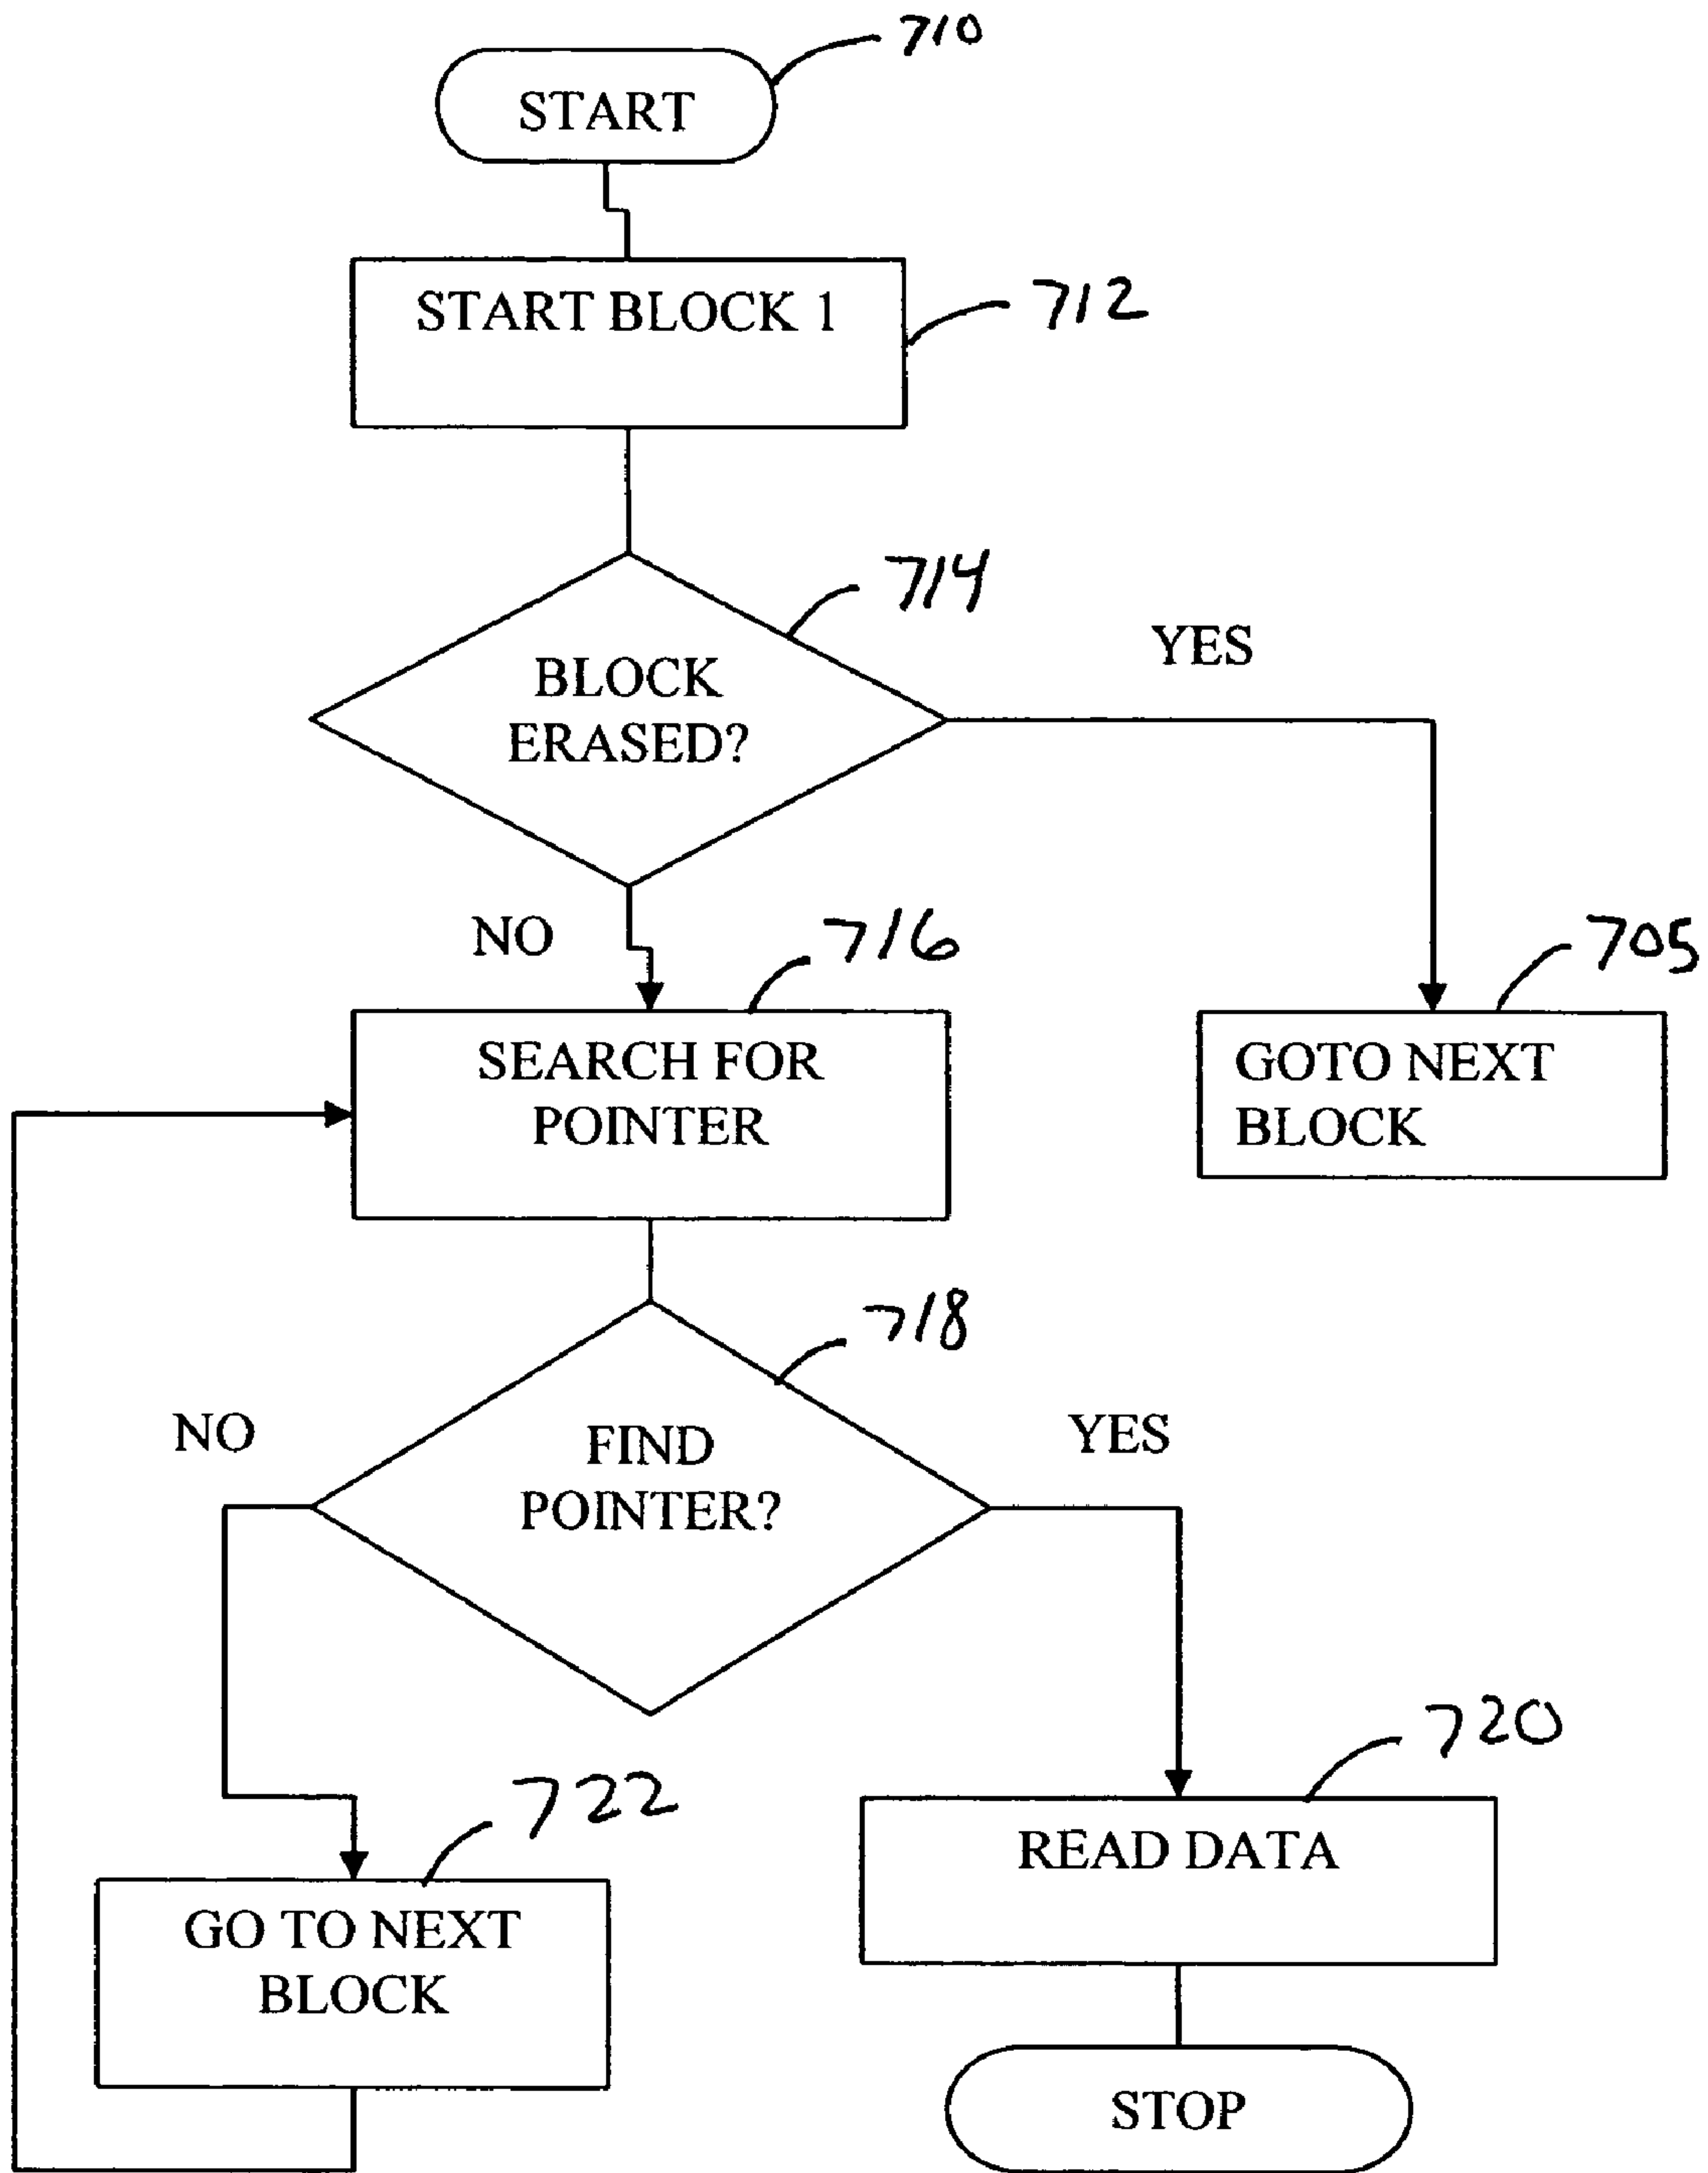 710
START
START BLOCK 1
712
714
BLOCK
ERASED?
YES
NO
716
705
SEARCH FOR
POINTER
GOTO NEXT
BLOCK
718
NO
FIND
POINTER?
YES
720
722
READ DATA
GO TO NEXT
BLOCK
STOP